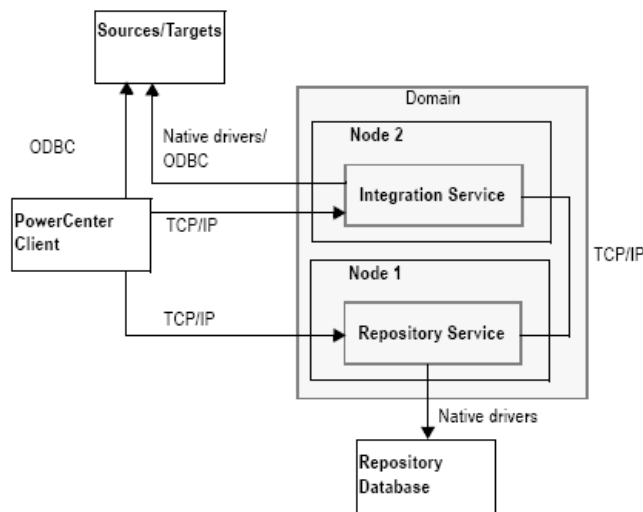 Sources/Targets
Domain
Node 2
Native drivers/
ODBC
ODBC
Integration Service
PowerCenter
Client
TCP/IP
TCP/IP
Node 1
TCP/IP
Repository Service
Native drivers
Repository
Database